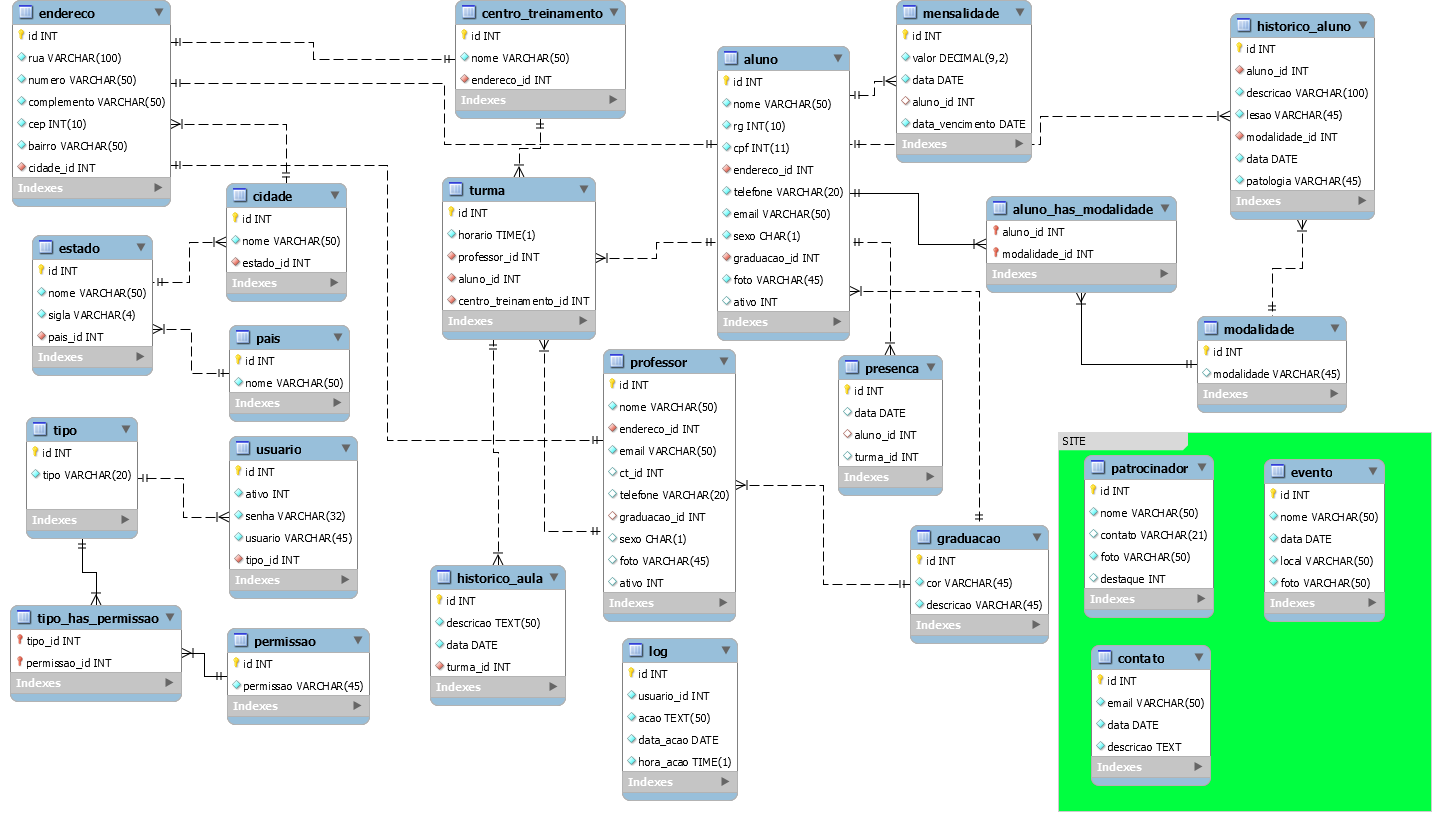 endereco
id INT
rua VARCHAR(100)
numero VARCHAR(50)
complemento VARCHAR(50)
cep INT(10)
bairro VARCHAR(50)
cidade_id INT
Indexes
centro_treinamento
id INT
nome VARCHAR(50)
endereco_id INT
Indexes
mensalidade
id INT
valor DECIMAL(9,2)
data DATE
aluno_id INT
data_vencimento DATE
Indexes
historico_aluno
id INT
aluno_id INT
descricao VARCHAR(100)
lesao VARCHAR(45)
modalidade_id INT
data DATE
patologia VARCHAR(45)
Indexes
aluno
id INT
nome VARCHAR(50)
rg INT(10)
cpf INT(11)
endereco_id INT
telefone VARCHAR(20)
email VARCHAR(50)
sexo CHAR(1)
graduacao_id INT
foto VARCHAR(45)
ativo INT
Indexes
turma
id INT
horario TIME(1)
professor_id INT
aluno_id INT
centro_treinamento_id INT
Indexes
cidade
id INT
nome VARCHAR(50)
estado_id INT
Indexes
aluno_has_modalidade
aluno_id INT
modalidade_id INT
Indexes
estado
id INT
nome VARCHAR(50)
sigla VARCHAR(4)
pais_id INT
Indexes
pais
id INT
nome VARCHAR(50)
Indexes
modalidade
id INT
modalidade VARCHAR(45)
Indexes
professor
id INT
nome VARCHAR(50)
endereco_id INT
email VARCHAR(50)
ct_id INT
telefone VARCHAR(20)
graduacao_id INT
sexo CHAR(1)
foto VARCHAR(45)
ativo INT
Indexes
presenca
id INT
data DATE
aluno_id INT
turma_id INT
Indexes
tipo
id INT
tipo VARCHAR(20)
Indexes
usuario
id INT
ativo INT
senha VARCHAR(32)
usuario VARCHAR(45)
tipo_id INT
Indexes
SITE
patrocinador
id INT
nome VARCHAR(50)
contato VARCHAR(21)
foto VARCHAR(50)
destaque INT
Indexes
evento
id INT
nome VARCHAR(50)
data DATE
local VARCHAR(50)
foto VARCHAR(50)
Indexes
graduacao
id INT
cor VARCHAR(45)
descricao VARCHAR(45)
Indexes
historico_aula
id INT
descricao TEXT(50)
data DATE
turma_id INT
Indexes
tipo_has_permissao
tipo_id INT
permissao_id INT
Indexes
permissao
id INT
permissao VARCHAR(45)
Indexes
log
id INT
usuario_id INT
acao TEXT(50)
data_acao DATE
hora_acao TIME(1)
Indexes
contato
id INT
email VARCHAR(50)
data DATE
descricao TEXT
Indexes